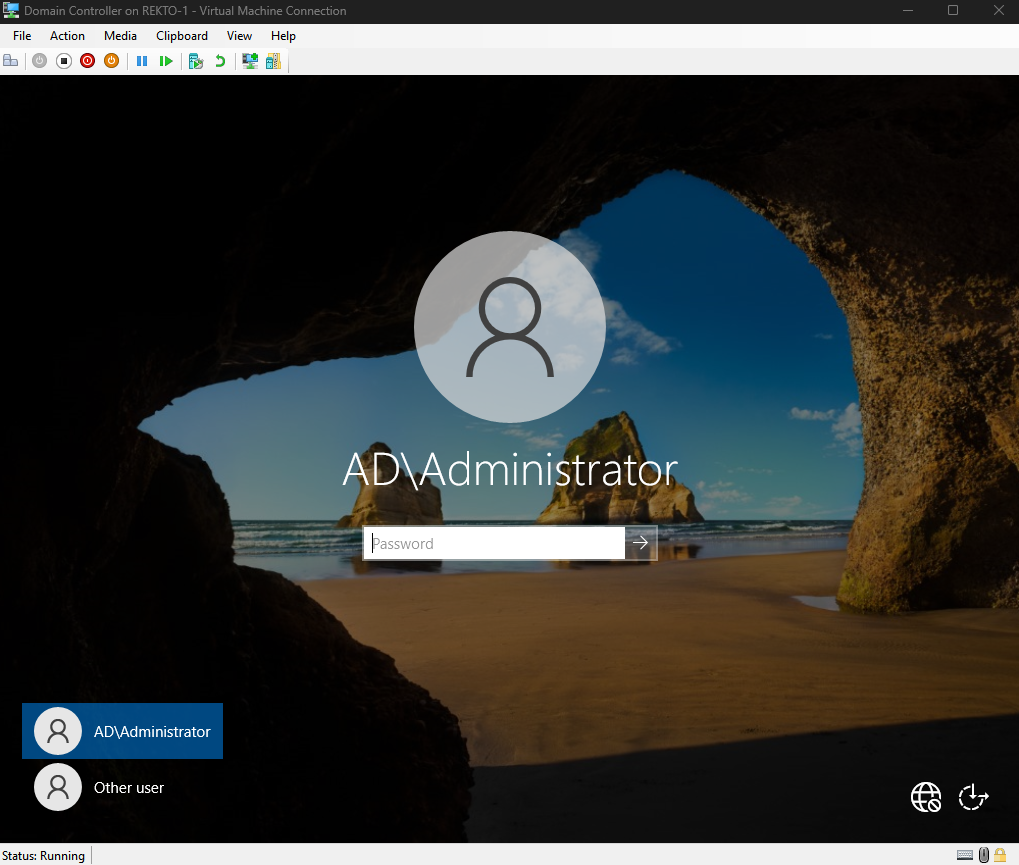 Domain Controller on REKTO-1 - Virtual Machine Connection
File Action Media Clipboard View Help
AD\Administrator
Password
AD\Administrator
Other user
Status: Running